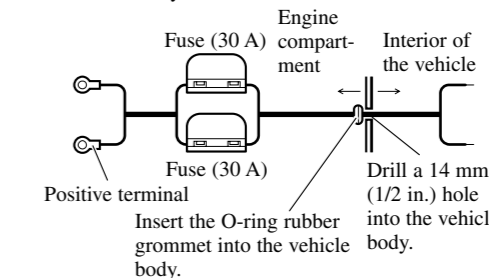 Engine
compart-
ment
Fuse (30 A)
Interior of
the vehicle
Fuse (30 A)
Positive terminal
Insert the O-ring rubber
grommet into the vehicle
body.
Drill a 14 mm
(1/2 in.) hole
into the vehicl
body.